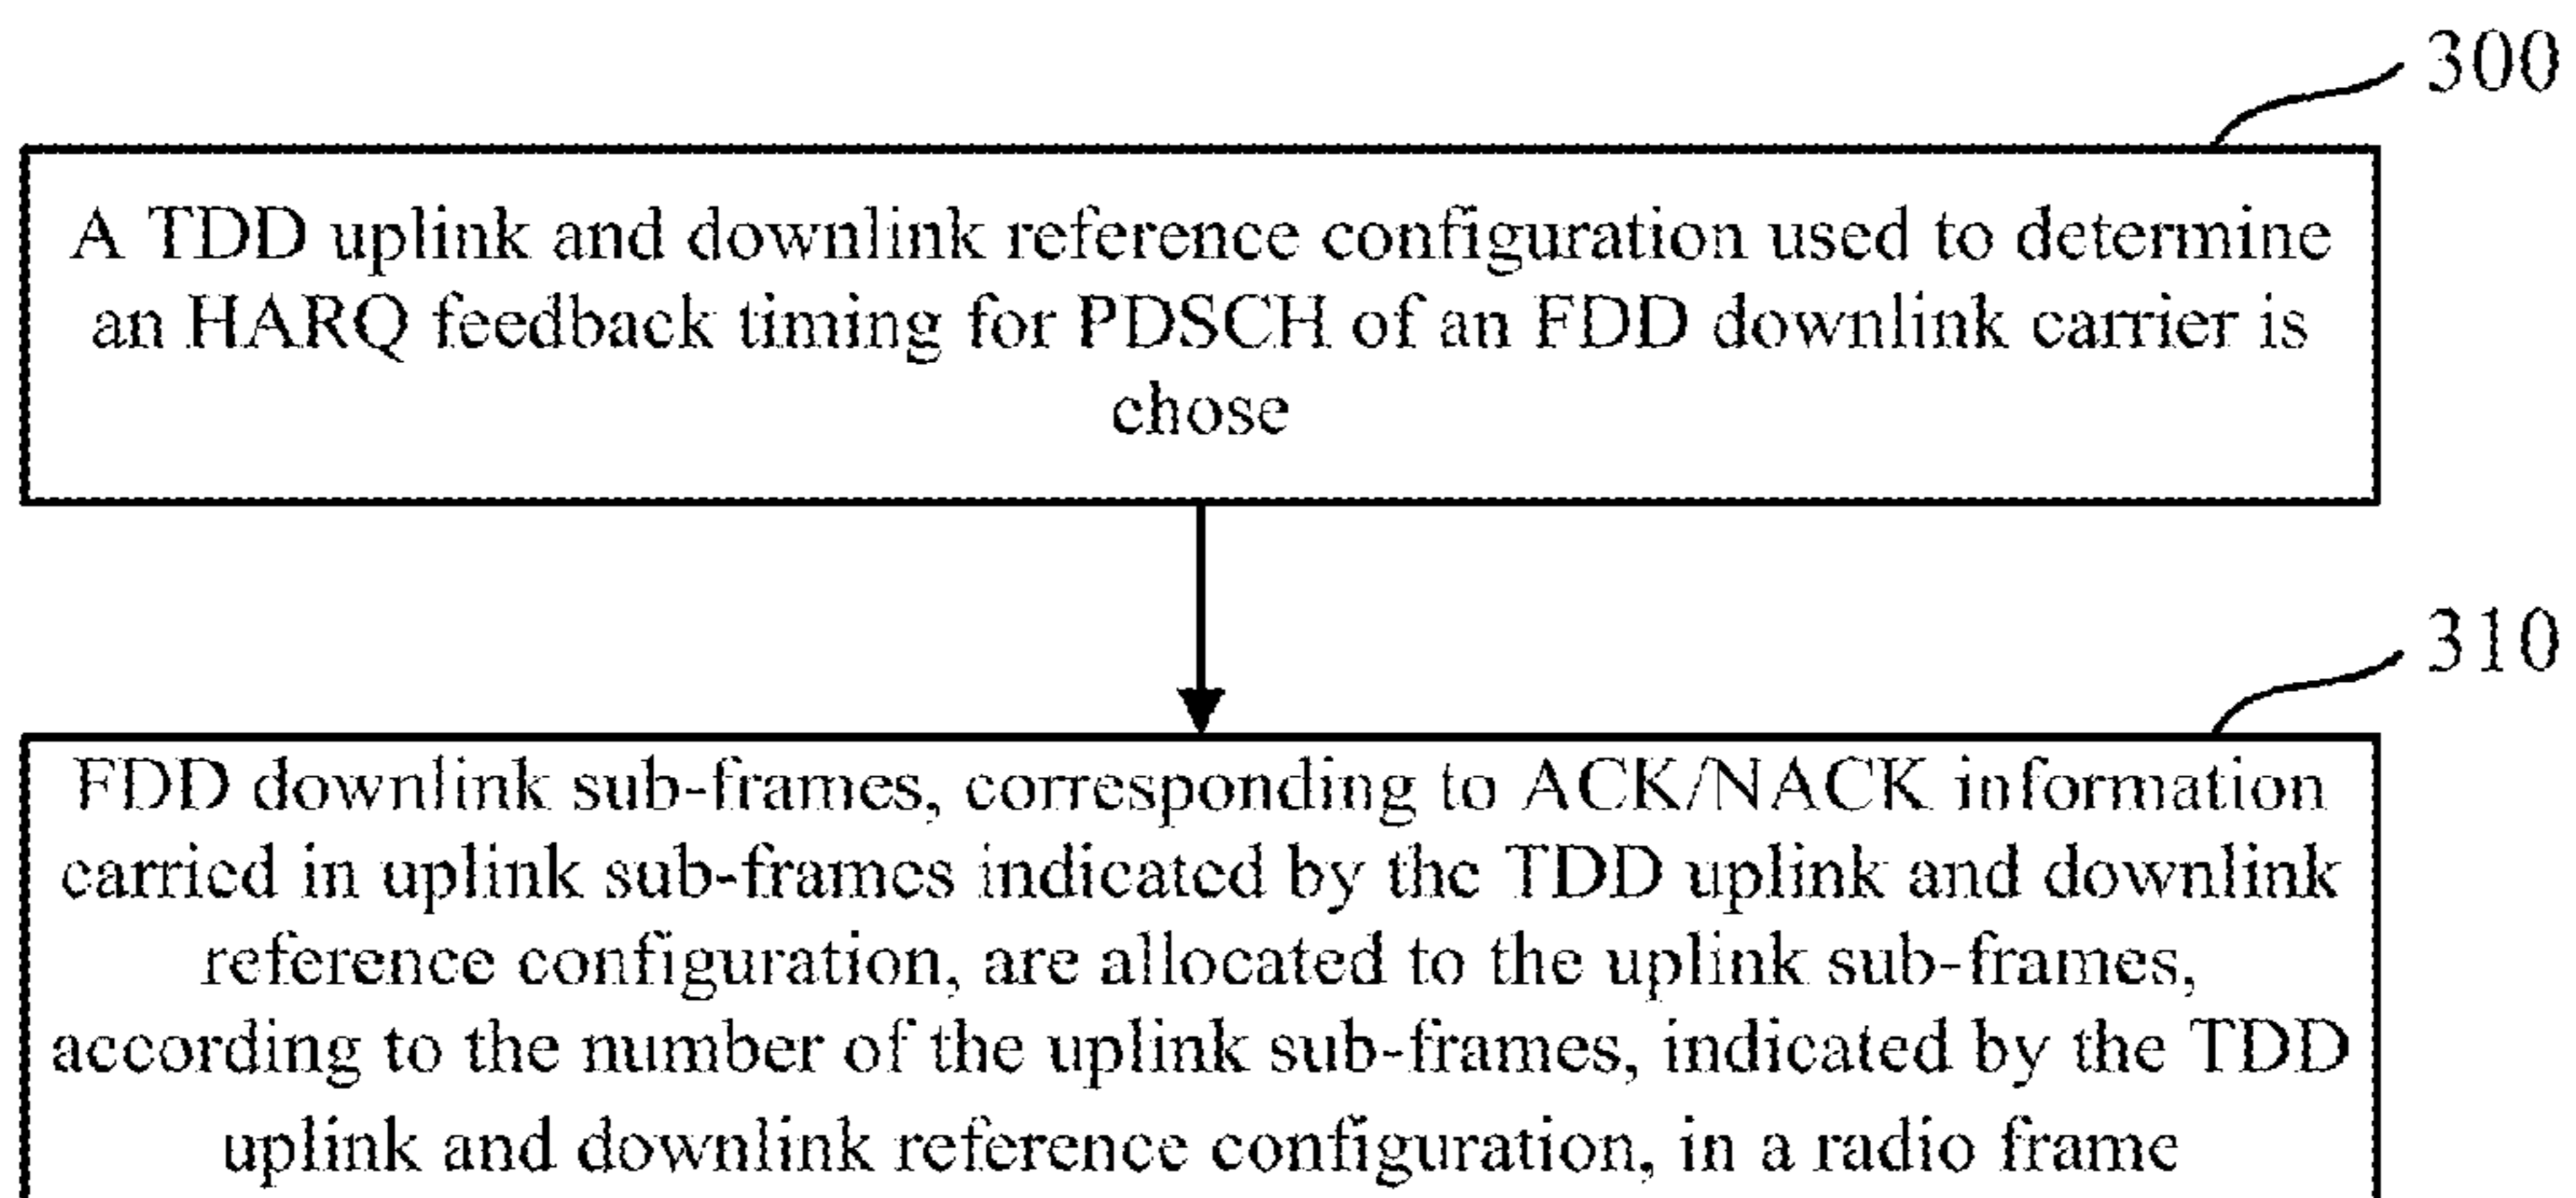 300
A TDD uplink and downlink reference configuration used to determine
an HARQ feedback timing for PDSCH of an FDD downlink carrier is
chose
310
FDD downlink sub-frames, corresponding to ACK/NACK information
carried in uplink sub-frames indicated by the TDD uplink and downlink
reference configuration, are allocated to the uplink sub-frames,
according to the number of the uplink sub-frames, indicated by the TDD
uplink and downlink reference configuration, in a radio frame